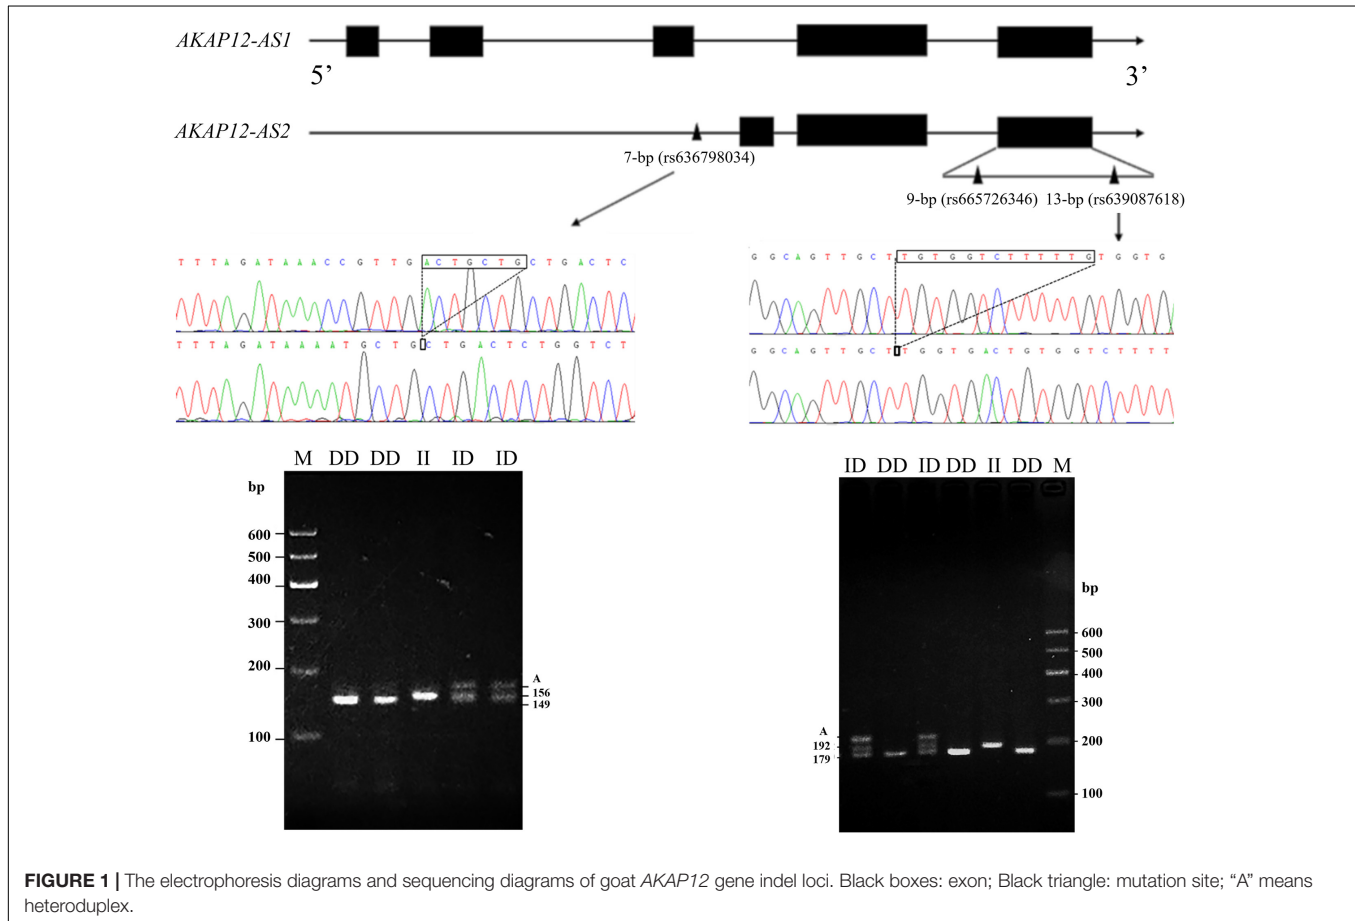 AKAP12-AS1
5’ 3’
AKAP12-AS2
7-bp (rs636798034)
9-bp (rs665726346) 13-bp (rs639087618)
T T T A G A T A A A C C G T T G A C T G C T G C T G A C T C
T T T A G A T A A A A T G C T G C T G A C T C T G G T C T
G G C A G T T G C T T G T G G T C T T T T T G T G G T G
G G C A G T T G C T T G G T G A C T G T G G T C T T T T
M DD DD II ID ID
bp
600
500
400
300
200
100
A
156
149
ID DD ID DD II DD M
bp
600
500
400
300
200
100
A
192
179
FIGURE 1 | The electrophoresis diagrams and sequencing diagrams of goat AKAP12 gene indel loci. Black boxes: exon; Black triangle: mutation site; “A” means
heteroduplex.